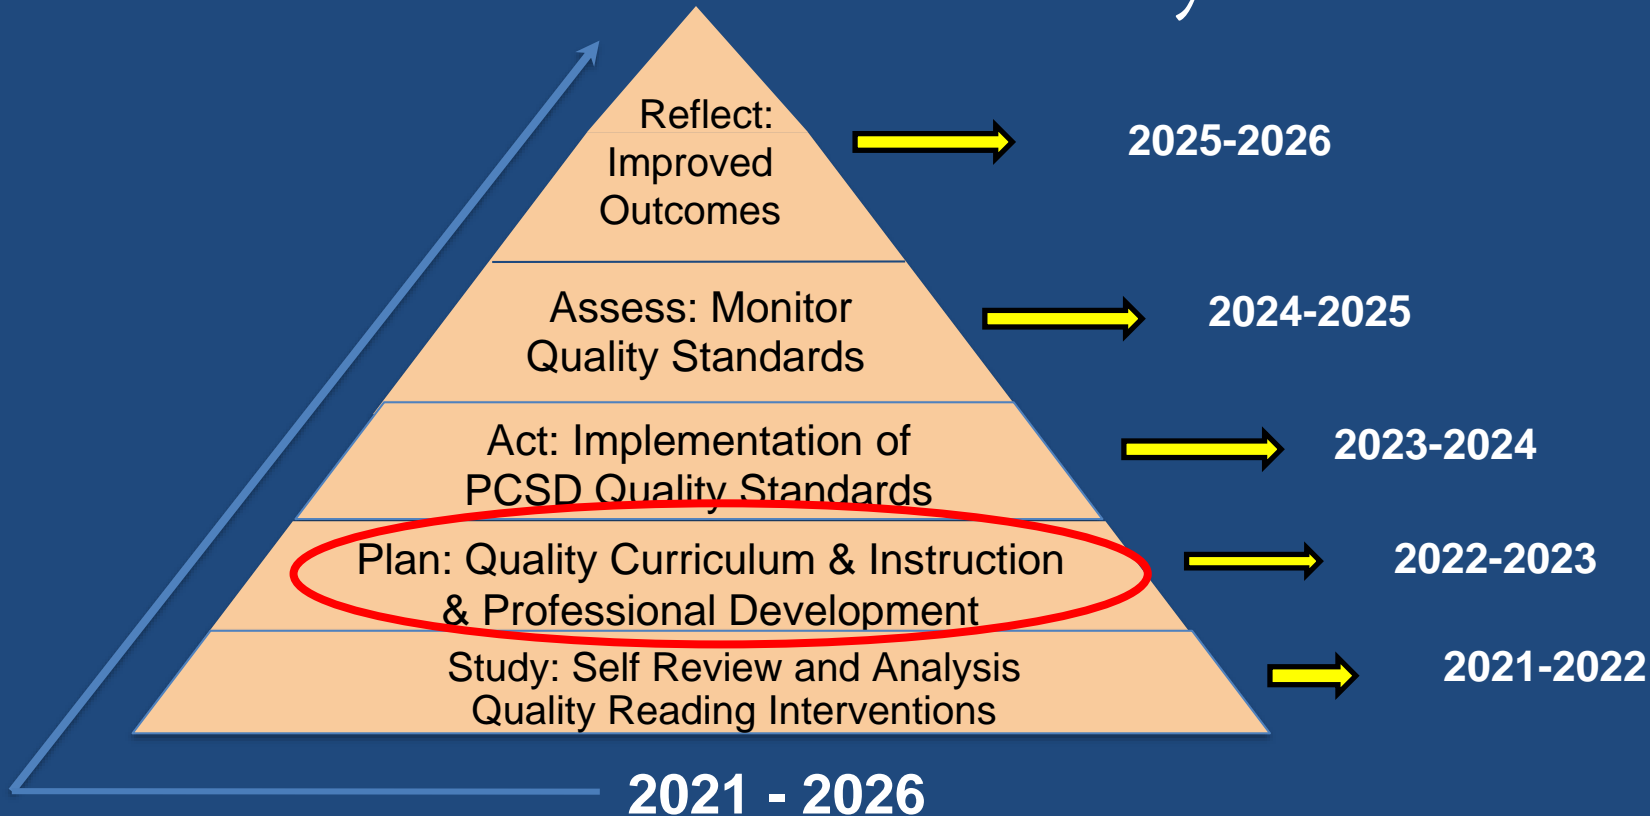 Reflect:
Improved
Outcomes
2025-2026
Assess: Monitor
Quality Standards
2024-2025
Act: Implementation of
PCSD Quality Standards
2023-2024
Plan: Quality Curriculum & Instruction
& Professional Development
2022-2023
Study: Self Review and Analysis
Quality Reading Interventions
2021-2022
2021 - 2026